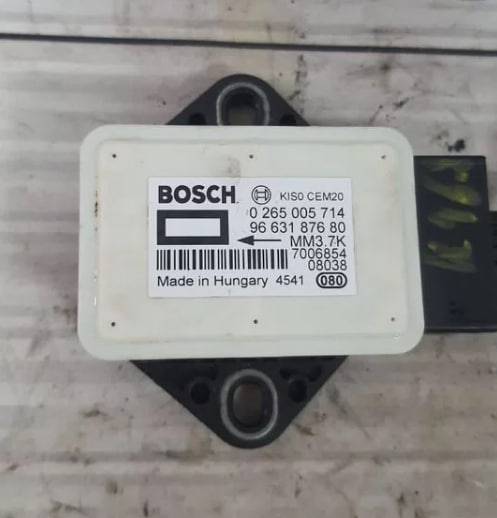 BOSCH KIS0 CEM20
0 265 005 714
96 631 876 80
MM3.7K
7006854
08038
Made in Hungary 4541 080